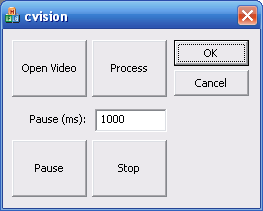 cvision
Open Video
Process
OK
Cancel
Pause (ms): 1000
Pause
Stop